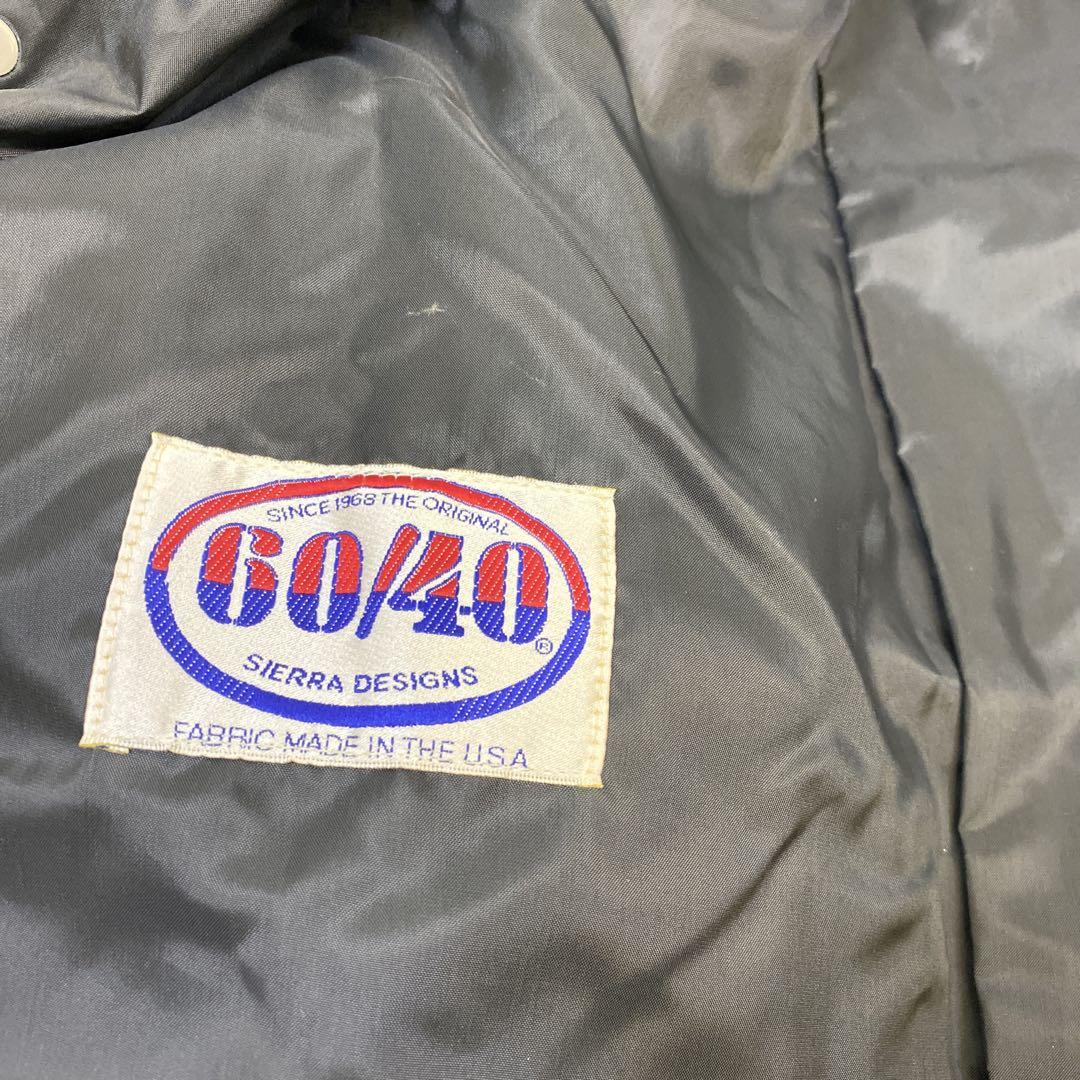 SINCE 1968 THE ORIGINAL
60/40®
SIERRA DESIGNS
FABRIC MADE IN THE U.S.A